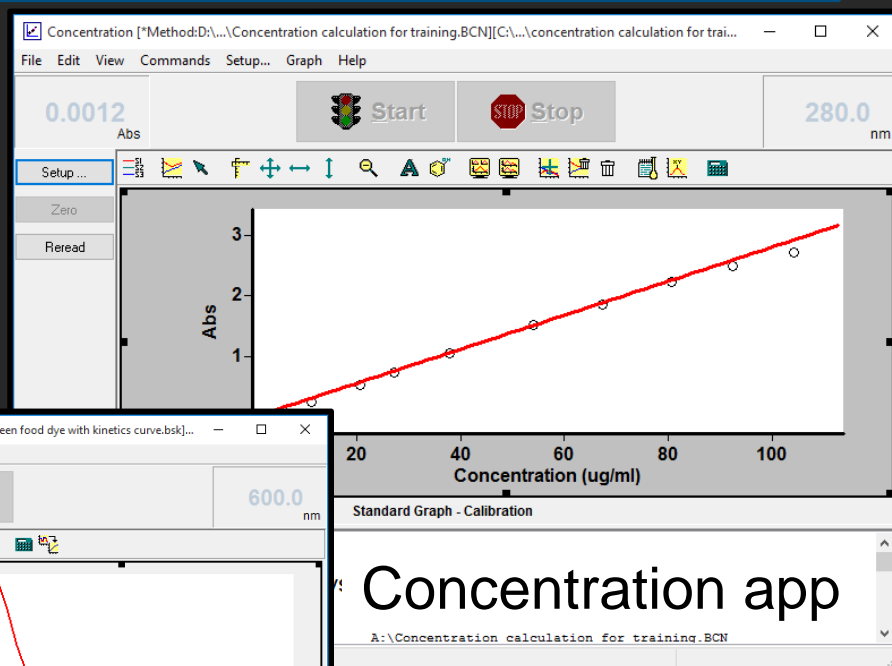 Concentration [*Method:D:\...\Concentration calculation for training.BCN][C:\...\concentration calculation for trai...
File Edit View Commands Setup... Graph Help
0.0012
Abs
Start
STOP Stop
280.0
nm
Setup ...
Zero
Reread
3
2
1
Abs
20 40 60 80 100
Concentration (ug/ml)
Standard Graph - Calibration
Concentration app
A:\Concentration calculation for training.BCN
een food dye with kinetics curve.bsk]...
600.0
nm